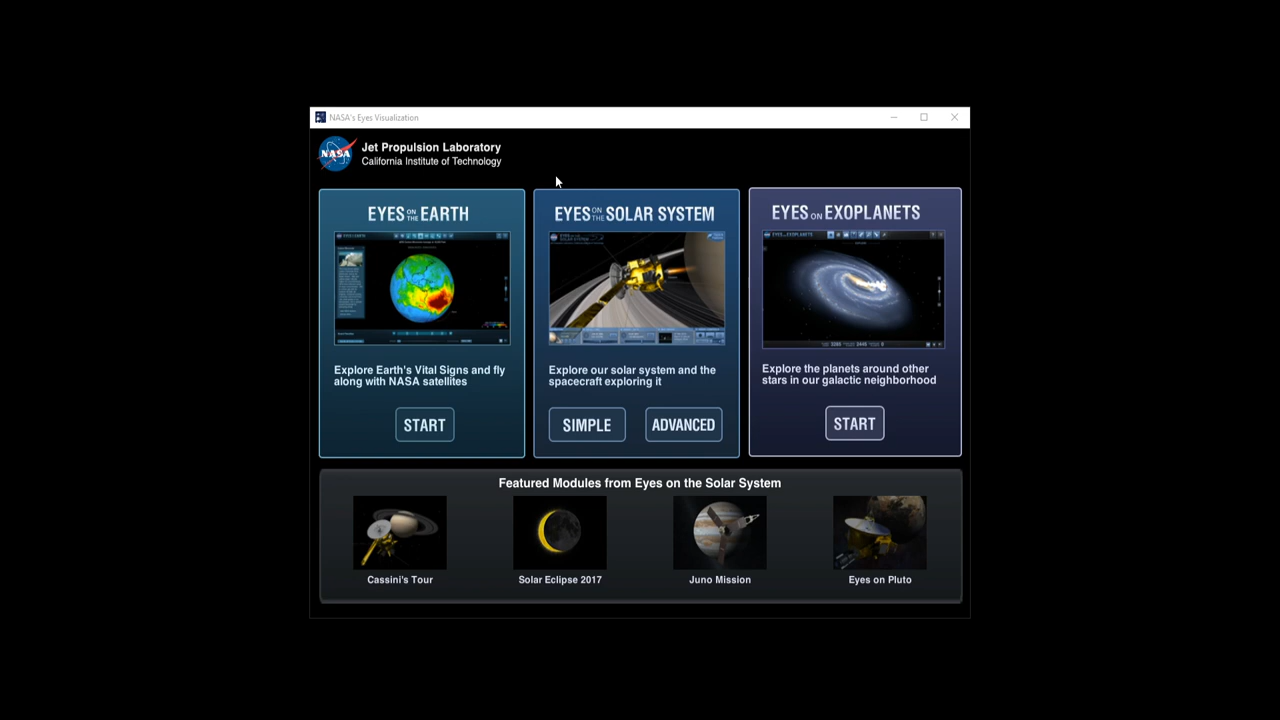 NASA's Eyes Visualization
NASA
Jet Propulsion Laboratory
California Institute of Technology
EYES ON THE EARTH
Explore Earth's Vital Signs and fly
along with NASA satellites
START
EYES ON THE SOLAR SYSTEM
Explore our solar system and the
spacecraft exploring it
SIMPLE
ADVANCED
EYES ON EXOPLANETS
Explore the planets around other
stars in our galactic neighborhood
START
Featured Modules from Eyes on the Solar System
Cassini's Tour
Solar Eclipse 2017
Juno Mission
Eyes on Pluto